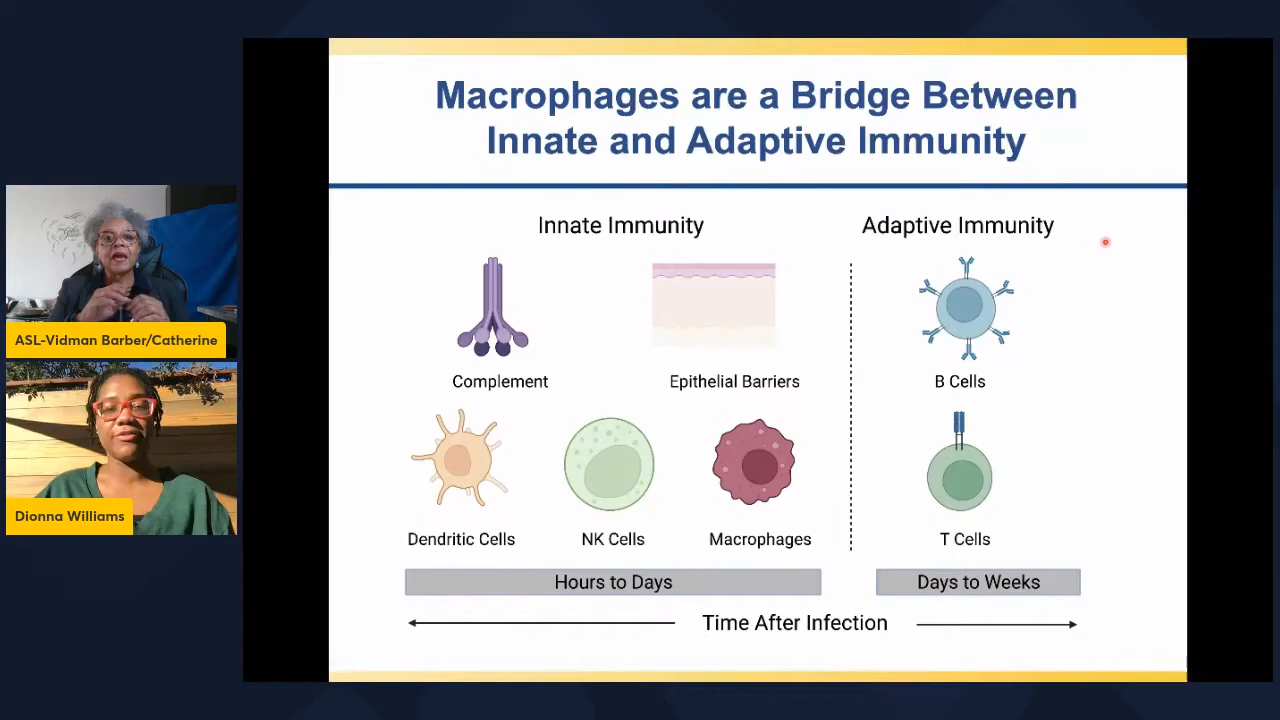 Macrophages are a Bridge Between
Innate and Adaptive Immunity
Innate Immunity
Adaptive Immunity
Complement
Epithelial Barriers
B Cells
Dendritic Cells
NK Cells
Macrophages
T Cells
Hours to Days
Days to Weeks
Time After Infection
ASL-Vidman Barber/Catherine
Dionna Williams